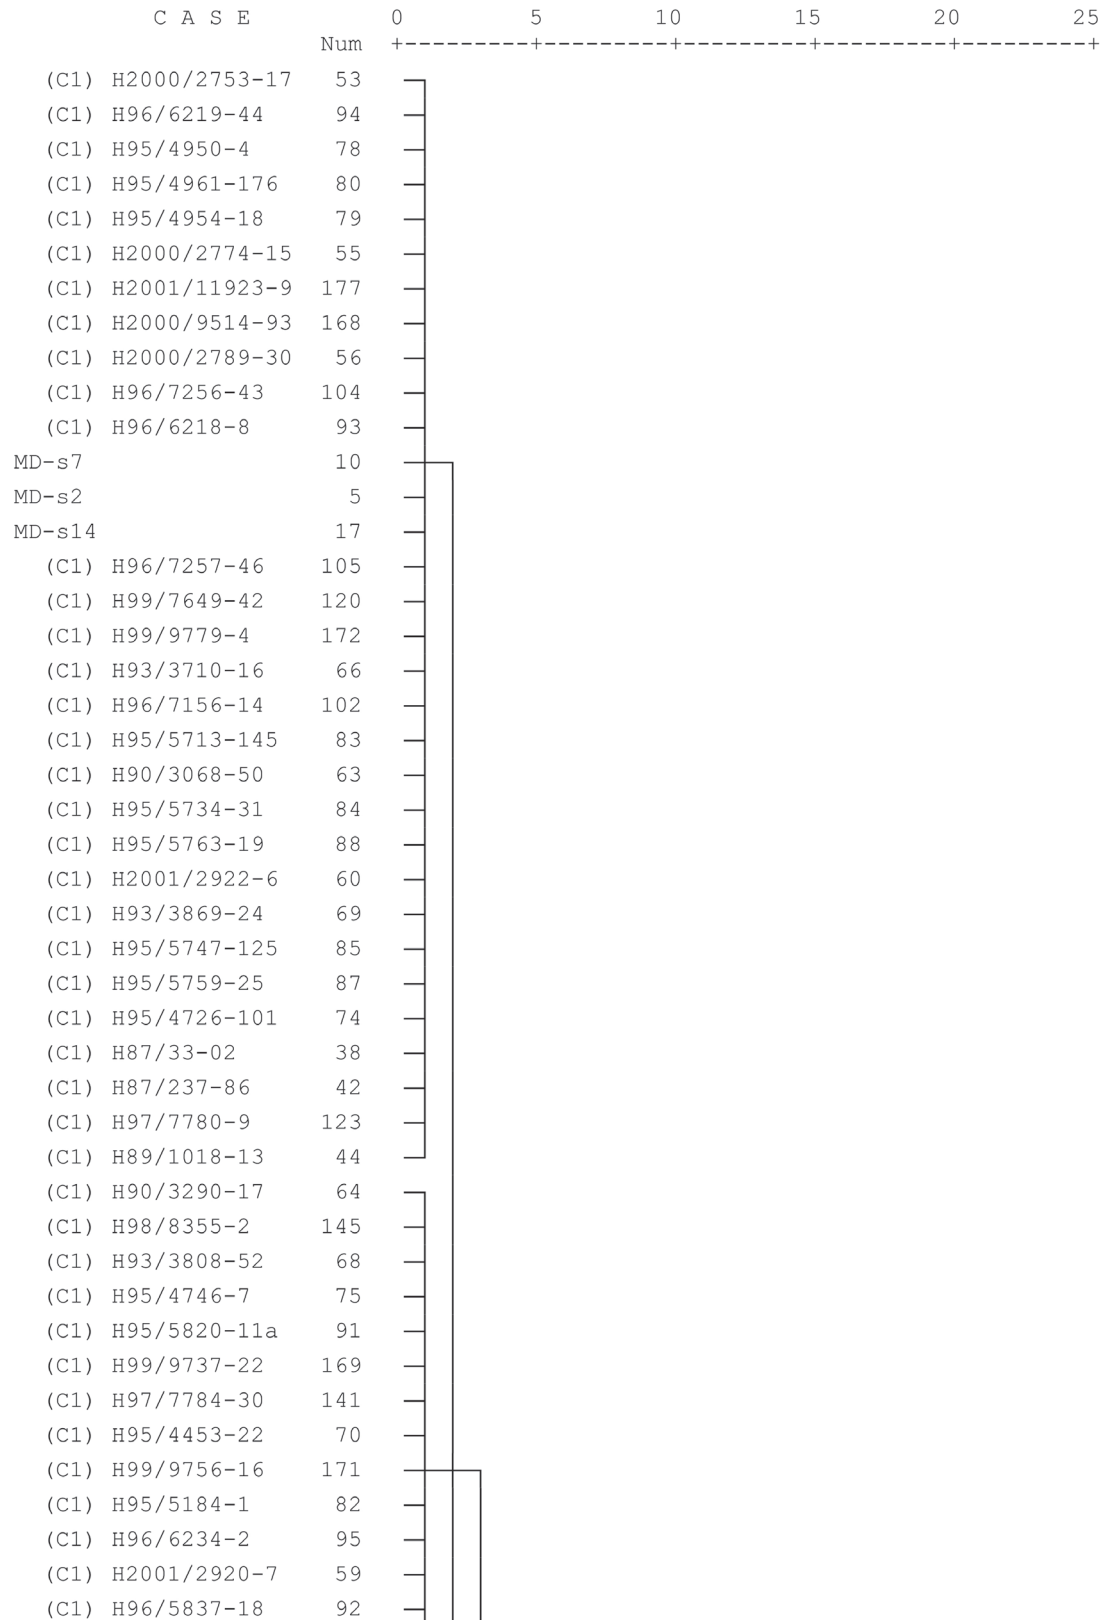 C A S E 0 5 10 15 20 25
Num +---------+---------+---------+---------+---------+
(C1) H2000/2753-17 53
(C1) H96/6219-44 94
(C1) H95/4950-4 78
(C1) H95/4961-176 80
(C1) H95/4954-18 79
(C1) H2000/2774-15 55
(C1) H2001/11923-9 177
(C1) H2000/9514-93 168
(C1) H2000/2789-30 56
(C1) H96/7256-43 104
(C1) H96/6218-8 93
MD-s7 10
MD-s2 5
MD-s14 17
(C1) H96/7257-46 105
(C1) H99/7649-42 120
(C1) H99/9779-4 172
(C1) H93/3710-16 66
(C1) H96/7156-14 102
(C1) H95/5713-145 83
(C1) H90/3068-50 63
(C1) H95/5734-31 84
(C1) H95/5763-19 88
(C1) H2001/2922-6 60
(C1) H93/3869-24 69
(C1) H95/5747-125 85
(C1) H95/5759-25 87
(C1) H95/4726-101 74
(C1) H87/33-02 38
(C1) H87/237-86 42
(C1) H97/7780-9 123
(C1) H89/1018-13 44
(C1) H90/3290-17 64
(C1) H98/8355-2 145
(C1) H93/3808-52 68
(C1) H95/4746-7 75
(C1) H95/5820-11a 91
(C1) H99/9737-22 169
(C1) H97/7784-30 141
(C1) H95/4453-22 70
(C1) H99/9756-16 171
(C1) H95/5184-1 82
(C1) H96/6234-2 95
(C1) H2001/2920-7 59
(C1) H96/5837-18 92